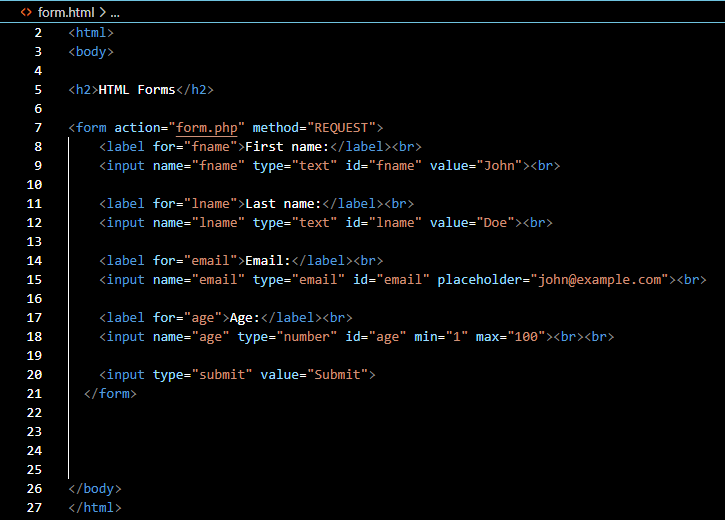 <> form.html > ...
2 <html>
3 <body>
4
5 <h2>HTML Forms</h2>
6
7 <form action="form.php" method="REQUEST">
8 <label for="fname">First name:</label><br>
9 <input name="fname" type="text" id="fname" value="John"><br>
10
11 <label for="lname">Last name:</label><br>
12 <input name="lname" type="text" id="lname" value="Doe"><br>
13
14 <label for="email">Email:</label><br>
15 <input name="email" type="email" id="email" placeholder="john@example.com"><br>
16
17 <label for="age">Age:</label><br>
18 <input name="age" type="number" id="age" min="1" max="100"><br><br>
19
20 <input type="submit" value="Submit">
21 </form>
22
23
24
25
26 </body>
27 </html>